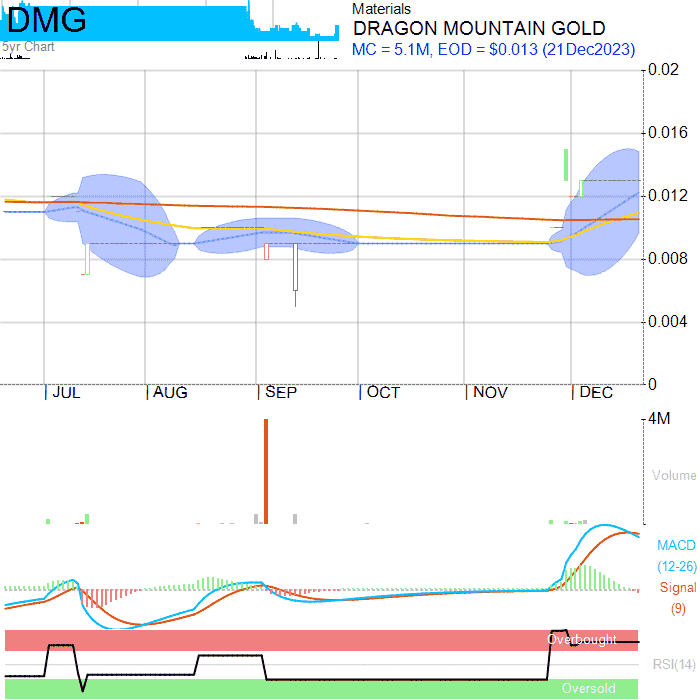 DMG
5yr Chart
Materials
DRAGON MOUNTAIN GOLD
MC = 5.1M, EOD = $0.013 (21Dec2023)
0.02
0.016
0.012
0.008
0.004
0
JUL AUG SEP OCT NOV DEC
4M
Volume
MACD
(12-26)
Signal
(9)
Overbought
RSI(14)
Oversold